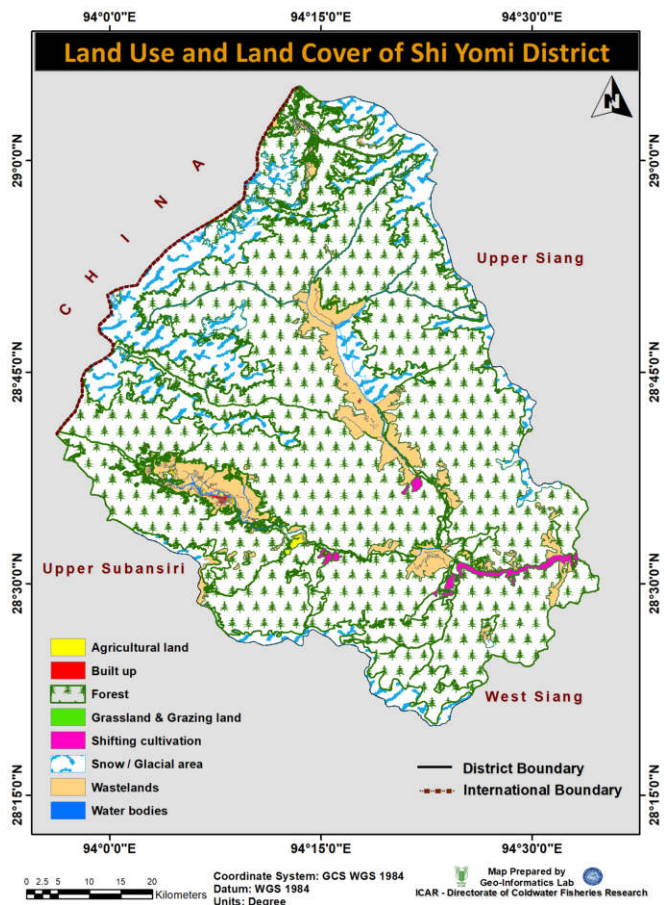 Land Use and Land Cover of Shi Yomi District
94°0'0"E 94°15'0"E 94°30'0"E
N
29°0'0"N 29°0'0"N
CHINA
Upper Siang
28°45'0"N 28°45'0"N
Upper Subansiri
28°30'0"N 28°30'0"N
West Siang
Agricultural land
Built up
Forest
Grassland & Grazing land
Shifting cultivation
Snow / Glacial area
Wastelands
Water bodies
District Boundary
International Boundary
28°15'0"N 28°15'0"N
94°0'0"E 94°15'0"E 94°30'0"E
0 2.5 5 10 15 20
Kilometers
Coordinate System: GCS WGS 1984
Datum: WGS 1984
Units: Degree
Map Prepared by
Geo-Informatics Lab
ICAR - Directorate of Coldwater Fisheries Research